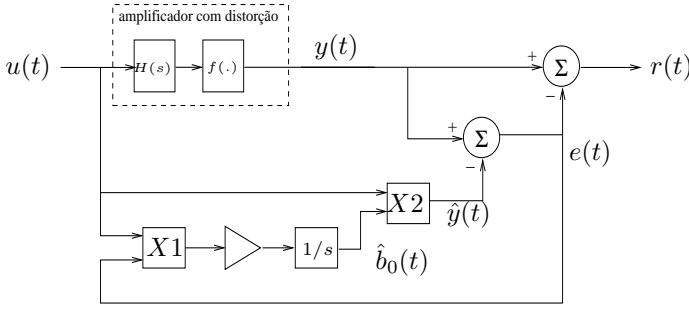 amplificador com distorção
u(t)
H(s)
f(.)
y(t)
+
Σ
−
r(t)
+
Σ
−
e(t)
X2
ŷ(t)
X1
1/s
b̂₀(t)